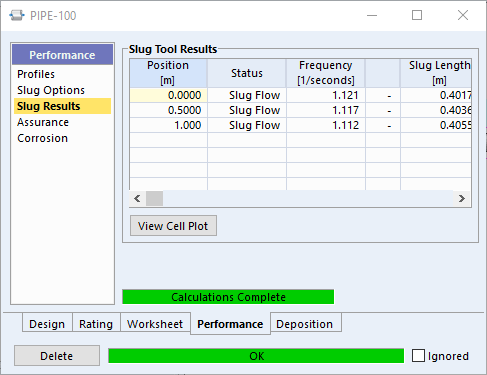 PIPE-100
Performance
Profiles
Slug Options
Slug Results
Assurance
Corrosion
Slug Tool Results
Position [m] Status Frequency [1/seconds] Slug Length [m]
0.0000 Slug Flow 1.121 - 0.4017
0.5000 Slug Flow 1.117 - 0.4036
1.000 Slug Flow 1.112 - 0.4055
View Cell Plot
Calculations Complete
Design Rating Worksheet Performance Deposition
Delete OK Ignored